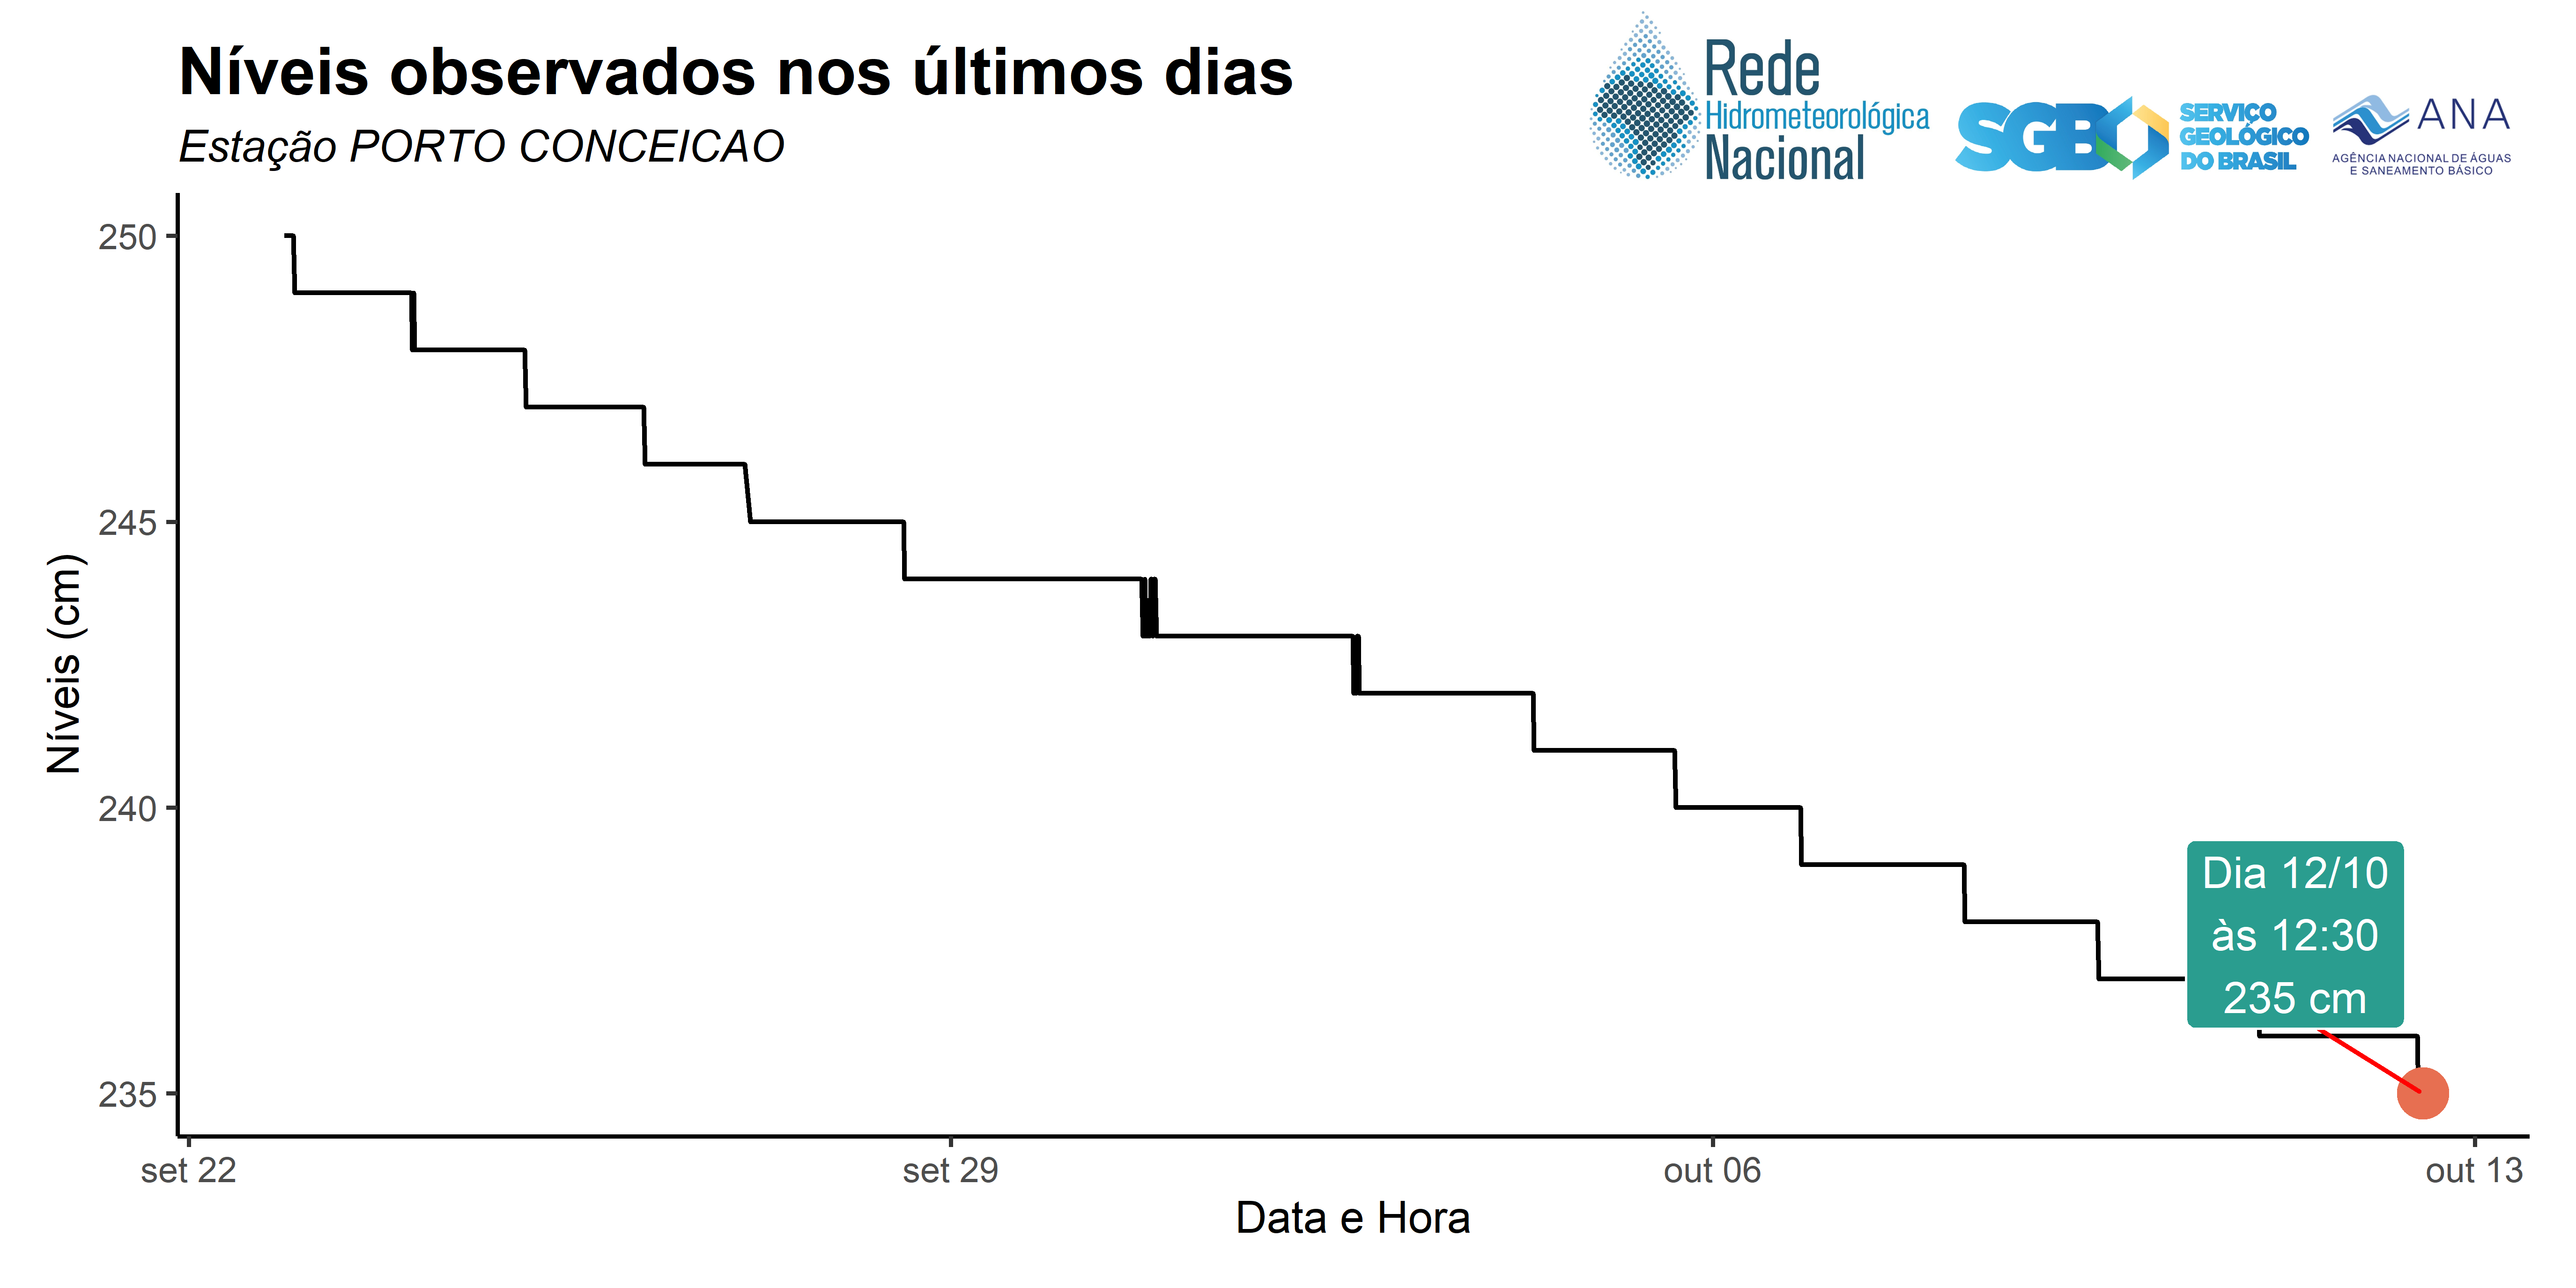 Níveis observados nos últimos dias
Estação PORTO CONCEICAO
Rede
Hidrometeorológica
Nacional
SGB
SERVIÇO
GEOLÓGICO
DO BRASIL
ANA
AGÊNCIA NACIONAL DE ÁGUAS
E SANEAMENTO BÁSICO
250
245
240
235
Níveis (cm)
Dia 12/10
às 12:30
235 cm
set 22
set 29
out 06
out 13
Data e Hora